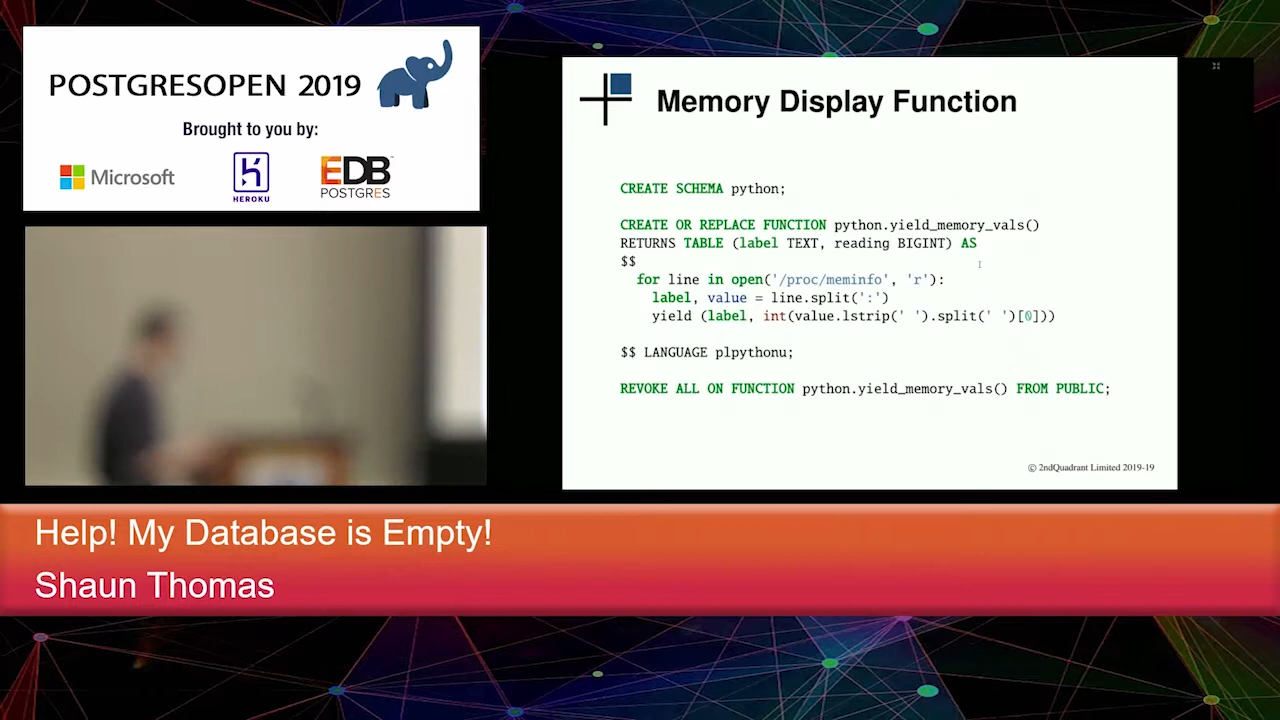 POSTGRESOPEN 2019
Brought to you by:
Microsoft
HEROKU
EDB
POSTGRES
Memory Display Function
CREATE SCHEMA python;
CREATE OR REPLACE FUNCTION python.yield_memory_vals()
RETURNS TABLE (label TEXT, reading BIGINT) AS
$$
for line in open('/proc/meminfo', 'r'):
label, value = line.split(':')
yield (label, int(value.lstrip(' ').split(' ')[0]))
$$ LANGUAGE plpythonu;
REVOKE ALL ON FUNCTION python.yield_memory_vals() FROM PUBLIC;
© 2ndQuadrant Limited 2019-19
Help! My Database is Empty!
Shaun Thomas